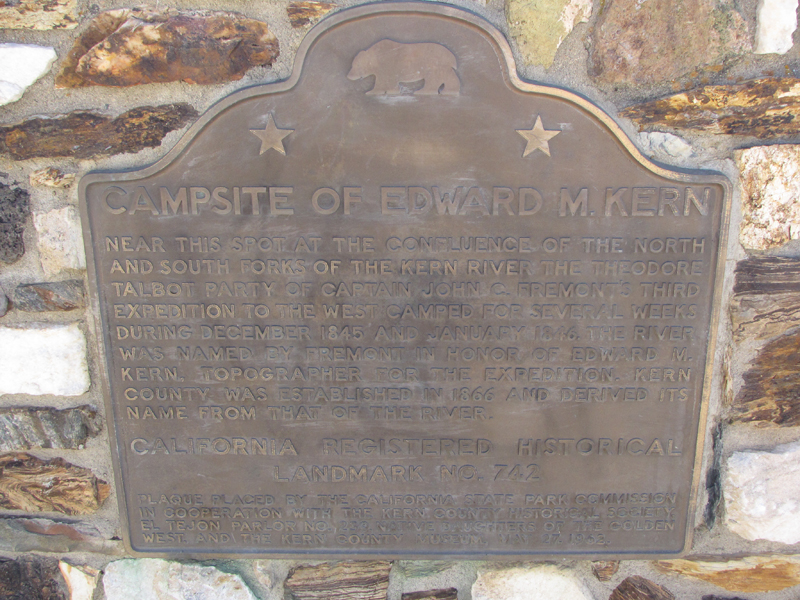 CAMPSITE OF EDWARD M. KERN
NEAR THIS SPOT AT THE CONFLUENCE OF THE NORTH
AND SOUTH FORKS OF THE KERN RIVER THE THEODORE
TALBOT PARTY OF CAPTAIN JOHN C. FREMONT'S THIRD
EXPEDITION TO THE WEST CAMPED FOR SEVERAL WEEKS
DURING DECEMBER 1845 AND JANUARY 1846. THE RIVER
WAS NAMED BY FREMONT IN HONOR OF EDWARD M.
KERN, TOPOGRAPHER FOR THE EXPEDITION. KERN
COUNTY WAS ESTABLISHED IN 1866 AND DERIVED ITS
NAME FROM THAT OF THE RIVER.
CALIFORNIA REGISTERED HISTORICAL
LANDMARK NO. 742
PLAQUE PLACED BY THE CALIFORNIA STATE PARK COMMISSION
IN COOPERATION WITH THE KERN COUNTY HISTORICAL SOCIETY,
EL TEJON PARLOR NO. OF THE GOLDEN
WEST AND THE KERN COUNTY MUSEUM,